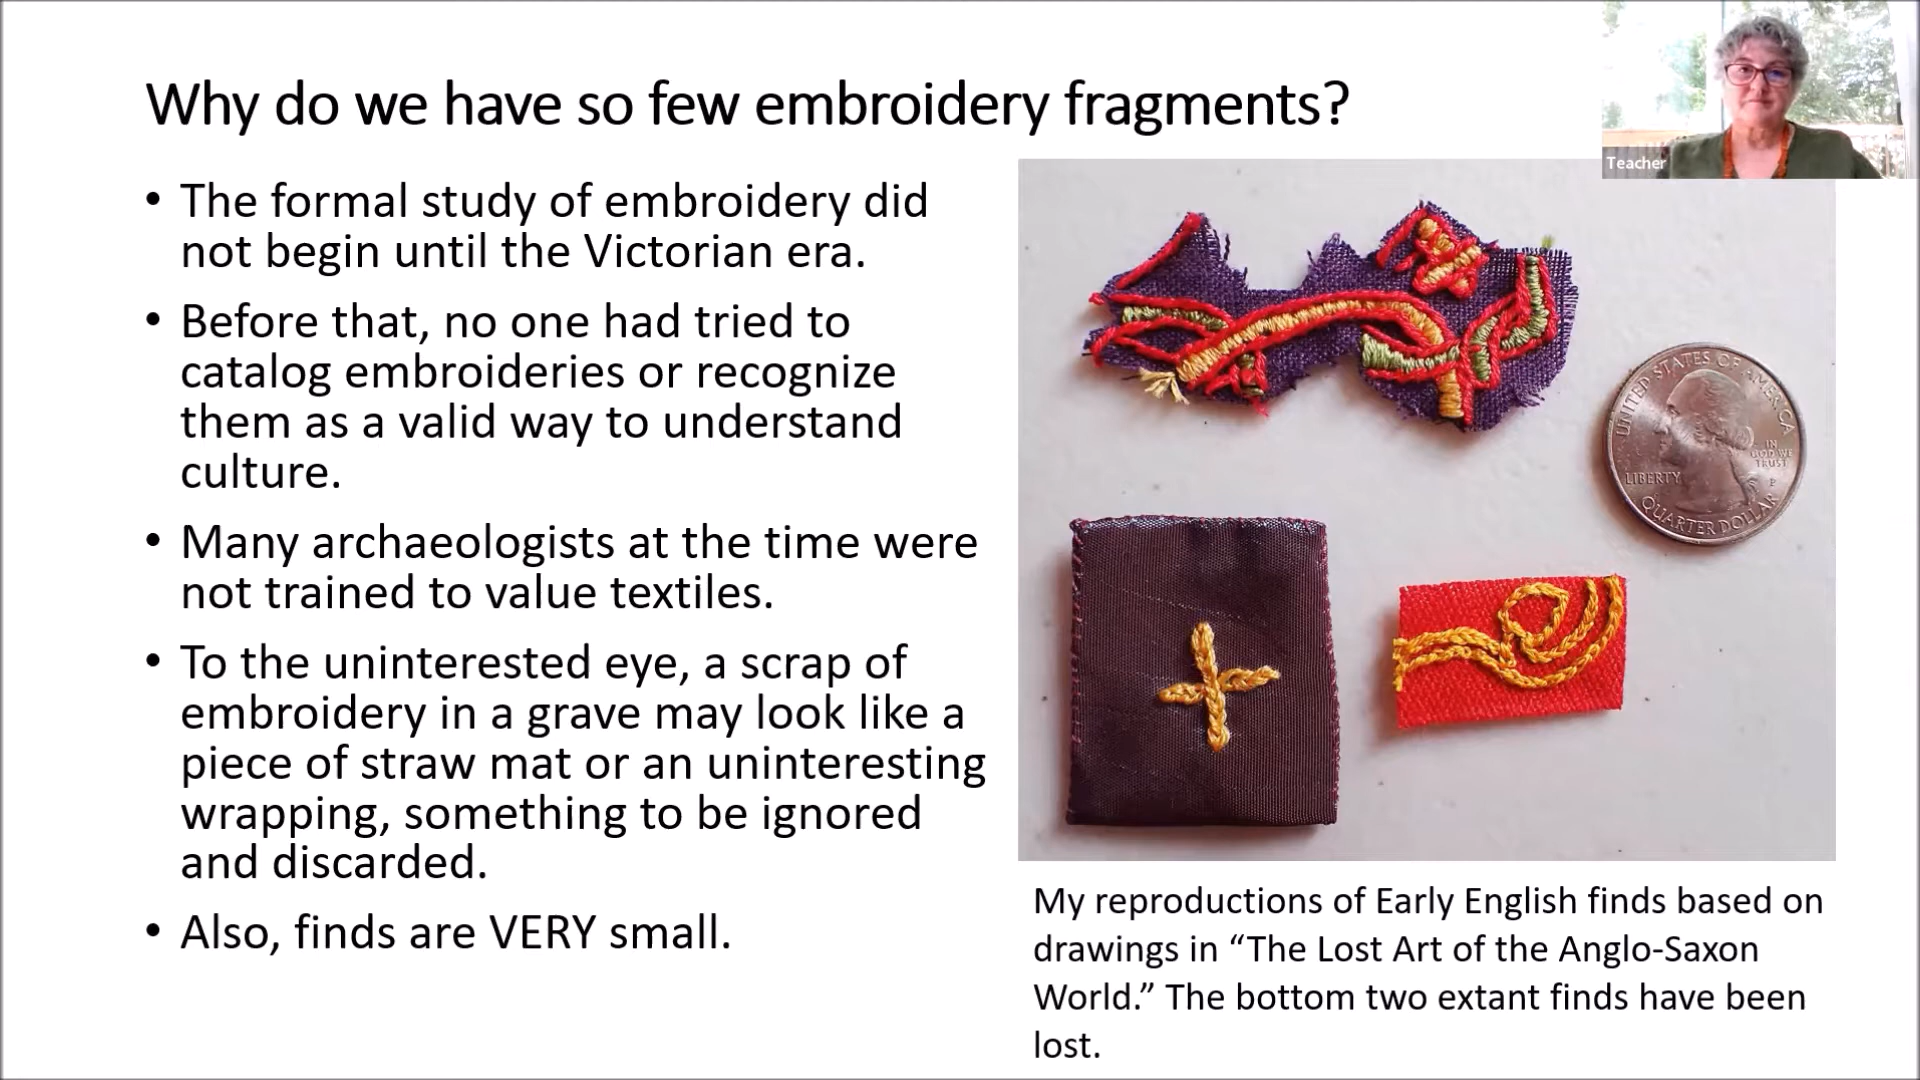 Why do we have so few embroidery fragments?
Teacher
• The formal study of embroidery did
not begin until the Victorian era.
• Before that, no one had tried to
catalog embroideries or recognize
them as a valid way to understand
culture.
• Many archaeologists at the time were
not trained to value textiles.
• To the uninterested eye, a scrap of
embroidery in a grave may look like a
piece of straw mat or an uninteresting
wrapping, something to be ignored
and discarded.
• Also, finds are VERY small.
UNITED STATES OF AMERICA
IN
GOD WE
TRUST
LIBERTY
P
QUARTER DOLLAR
My reproductions of Early English finds based on
drawings in “The Lost Art of the Anglo-Saxon
World.” The bottom two extant finds have been
lost.